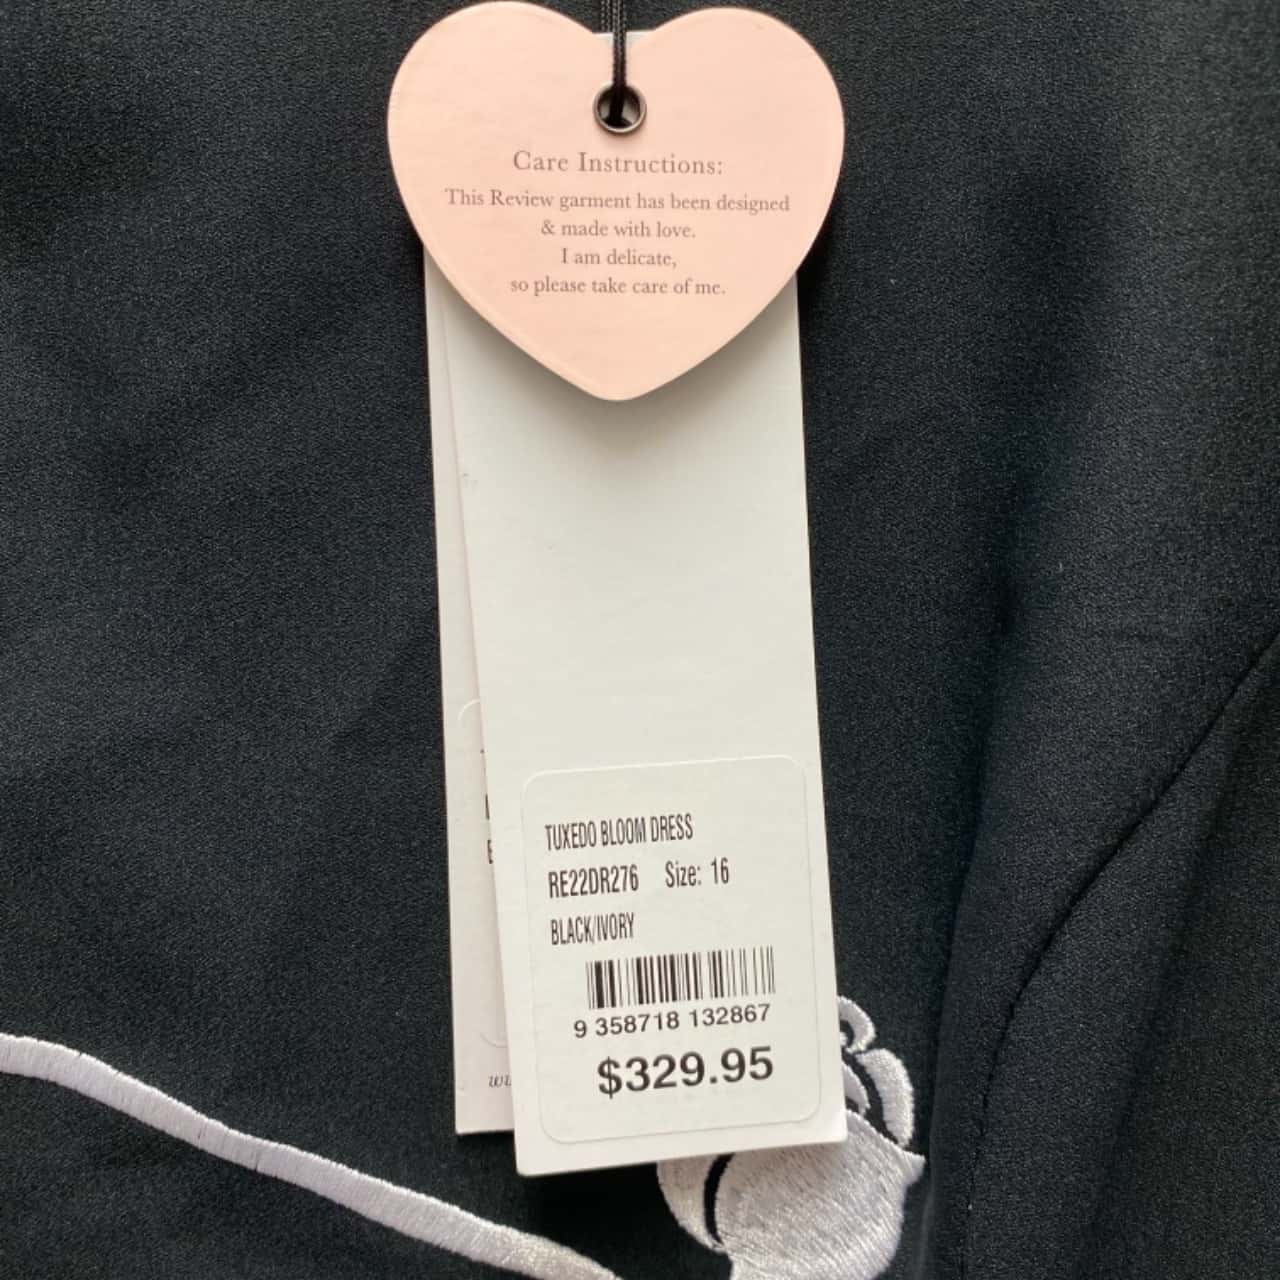 Care Instructions:
This Review garment has been designed
& made with love.
I am delicate,
so please take care of me.
TUXEDO BLOOM DRESS
RE22DR276 Size: 16
BLACK/IVORY
9 358718 132867
$329.95